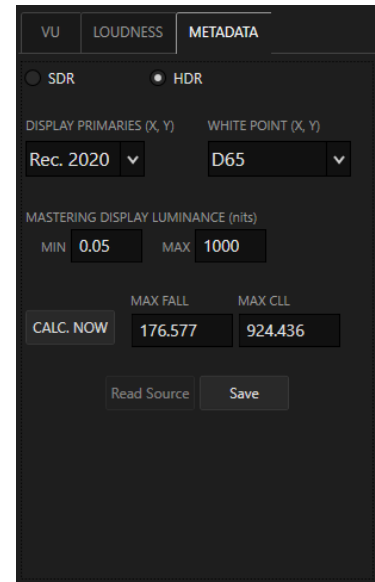 VU LOUDNESS METADATA
SDR HDR
DISPLAY PRIMARIES (X, Y) WHITE POINT (X, Y)
Rec. 2020 D65
MASTERING DISPLAY LUMINANCE (nits)
MIN 0.05 MAX 1000
MAX FALL MAX CLL
CALC. NOW 176.577 924.436
Read Source Save